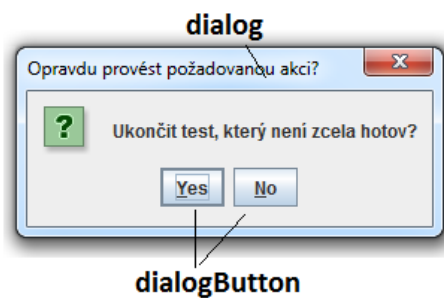 dialog
Opravdu provést požadovanou akci?
Ukončit test, který není zcela hotov?
Yes No
dialogButton